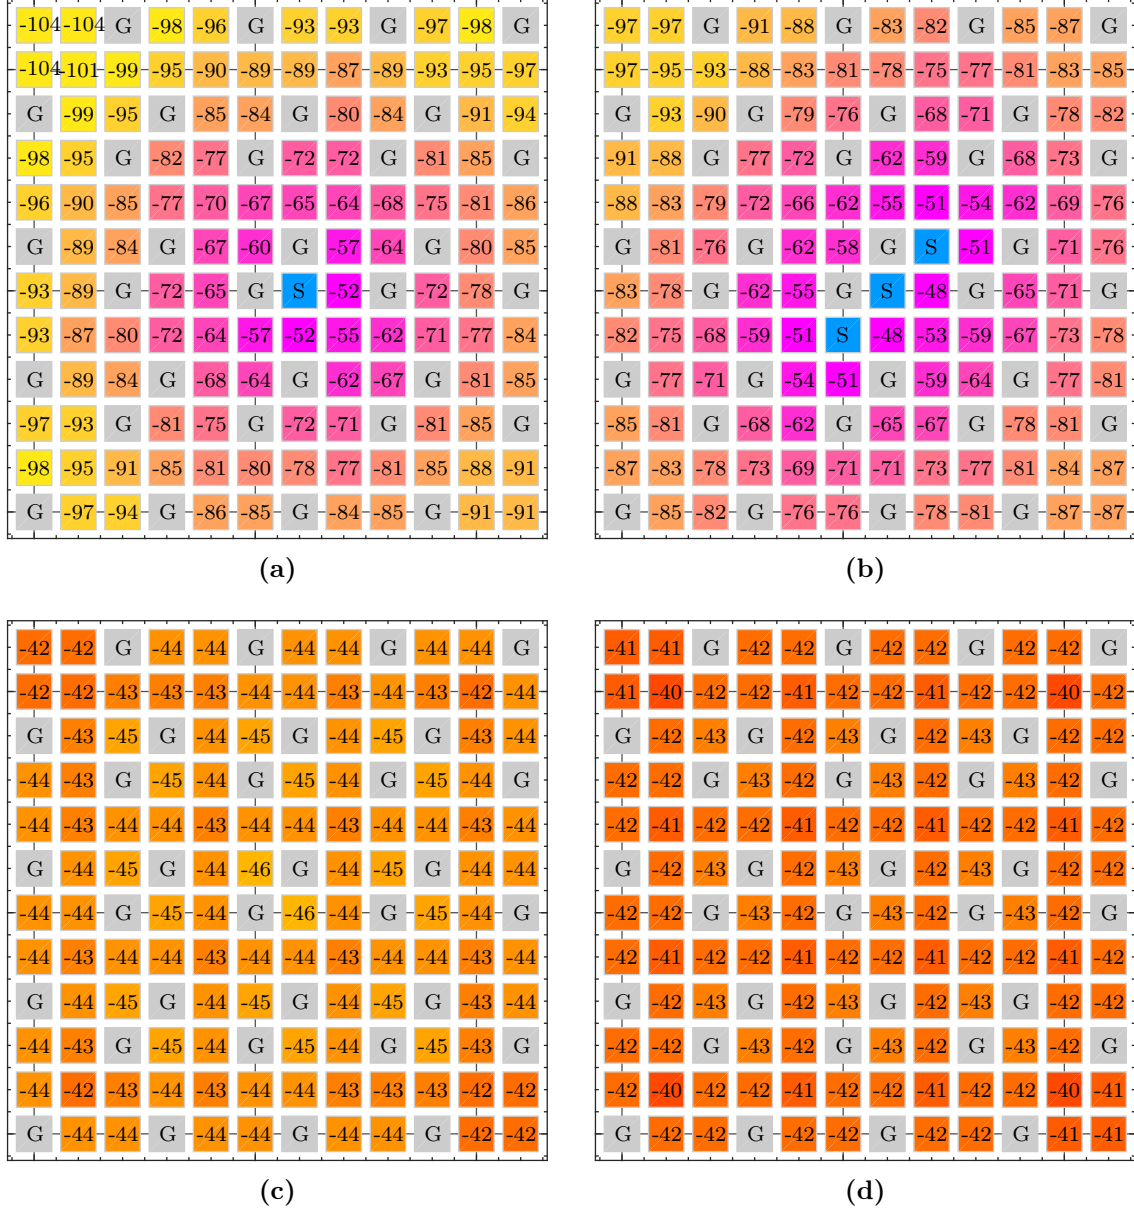 -104 -104 G -98 -96 G -93 -93 G -97 -98 G
-104 -101 -99 -95 -90 -89 -89 -87 -89 -93 -95 -97
G -99 -95 G -85 -84 G -80 -84 G -91 -94
-98 -95 G -82 -77 G -72 -72 G -81 -85 G
-96 -90 -85 -77 -70 -67 -65 -64 -68 -75 -81 -86
G -89 -84 G -67 -60 G -57 -64 G -80 -85
-93 -89 G -72 -65 G S -52 G -72 -78 G
-93 -87 -80 -72 -64 -57 -52 -55 -62 -71 -77 -84
G -89 -84 G -68 -64 G -62 -67 G -81 -85
-97 -93 G -81 -75 G -72 -71 G -81 -85 G
-98 -95 -91 -85 -81 -80 -78 -77 -81 -85 -88 -91
G -97 -94 G -86 -85 G -84 -85 G -91 -91
(a)
-97 -97 G -91 -88 G -83 -82 G -85 -87 G
-97 -95 -93 -88 -83 -81 -78 -75 -77 -81 -83 -85
G -93 -90 G -79 -76 G -68 -71 G -78 -82
-91 -88 G -77 -72 G -62 -59 G -68 -73 G
-88 -83 -79 -72 -66 -62 -55 -51 -54 -62 -69 -76
G -81 -76 G -62 -58 G S -51 G -71 -76
-83 -78 G -62 -55 G S -48 G -65 -71 G
-82 -75 -68 -59 -51 S -48 -53 -59 -67 -73 -78
G -77 -71 G -54 -51 G -59 -64 G -77 -81
-85 -81 G -68 -62 G -65 -67 G -78 -81 G
-87 -83 -78 -73 -69 -71 -71 -73 -77 -81 -84 -87
G -85 -82 G -76 -76 G -78 -81 G -87 -87
(b)
-42 -42 G -44 -44 G -44 -44 G -44 -44 G
-42 -42 -43 -43 -43 -44 -44 -43 -44 -43 -42 -44
G -43 -45 G -44 -45 G -44 -45 G -43 -44
-44 -43 G -45 -44 G -45 -44 G -45 -44 G
-44 -43 -44 -44 -43 -44 -44 -43 -44 -44 -43 -44
G -44 -45 G -44 -46 G -44 -45 G -44 -44
-44 -44 G -45 -44 G -46 -44 G -45 -44 G
-44 -43 -44 -44 -43 -44 -44 -43 -44 -44 -43 -44
G -44 -45 G -44 -45 G -44 -45 G -43 -44
-44 -43 G -45 -44 G -45 -44 G -45 -43 G
-44 -42 -43 -44 -43 -44 -44 -43 -43 -43 -42 -42
G -44 -44 G -44 -44 G -44 -44 G -42 -42
(c)
-41 -41 G -42 -42 G -42 -42 G -42 -42 G
-41 -40 -42 -42 -41 -42 -42 -41 -42 -42 -40 -42
G -42 -43 G -42 -43 G -42 -43 G -42 -42
-42 -42 G -43 -42 G -43 -42 G -43 -42 G
-42 -41 -42 -42 -41 -42 -42 -41 -42 -42 -41 -42
G -42 -43 G -42 -43 G -42 -43 G -42 -42
-42 -42 G -43 -42 G -43 -42 G -43 -42 G
-42 -41 -42 -42 -41 -42 -42 -41 -42 -42 -41 -42
G -42 -43 G -42 -43 G -42 -43 G -42 -42
-42 -42 G -43 -42 G -43 -42 G -43 -42 G
-42 -40 -42 -42 -41 -42 -42 -41 -42 -42 -40 -41
G -42 -42 G -42 -42 G -42 -42 G -41 -41
(d)